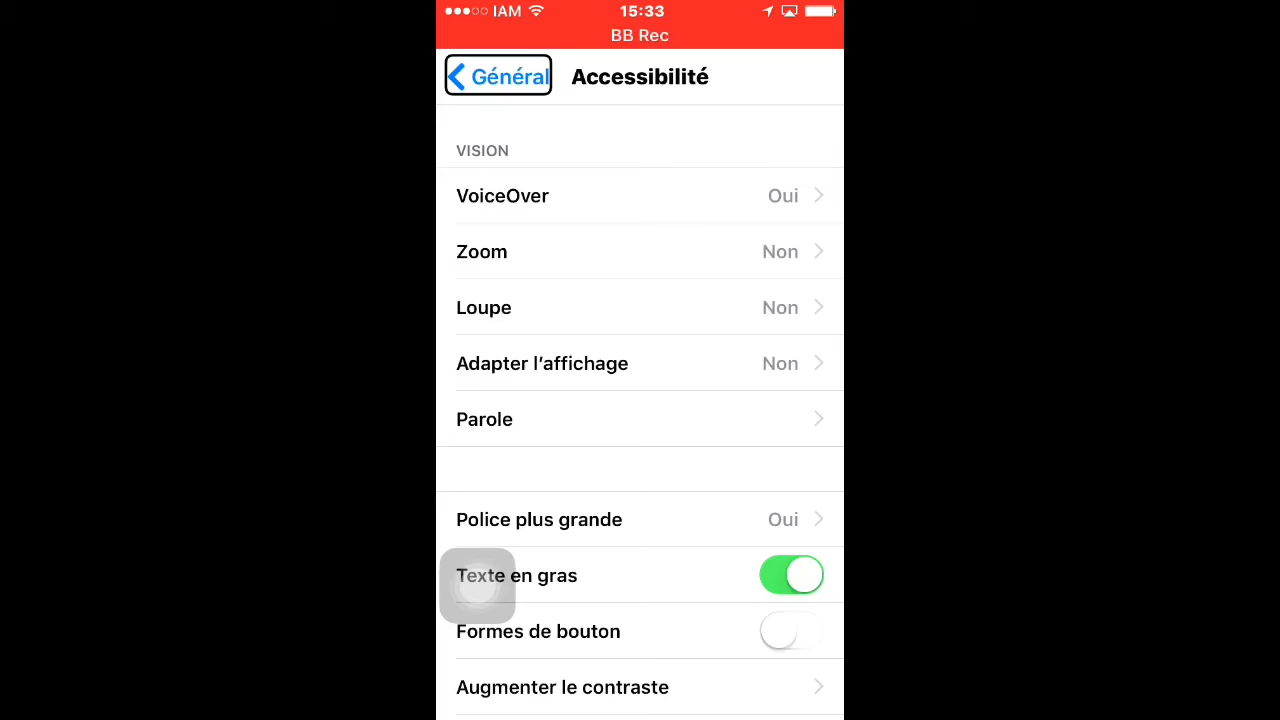 IAM 15:33
BB Rec
Général Accessibilité
VISION
VoiceOver Oui
Zoom Non
Loupe Non
Adapter l’affichage Non
Parole
Police plus grande Oui
Texte en gras
Formes de bouton
Augmenter le contraste